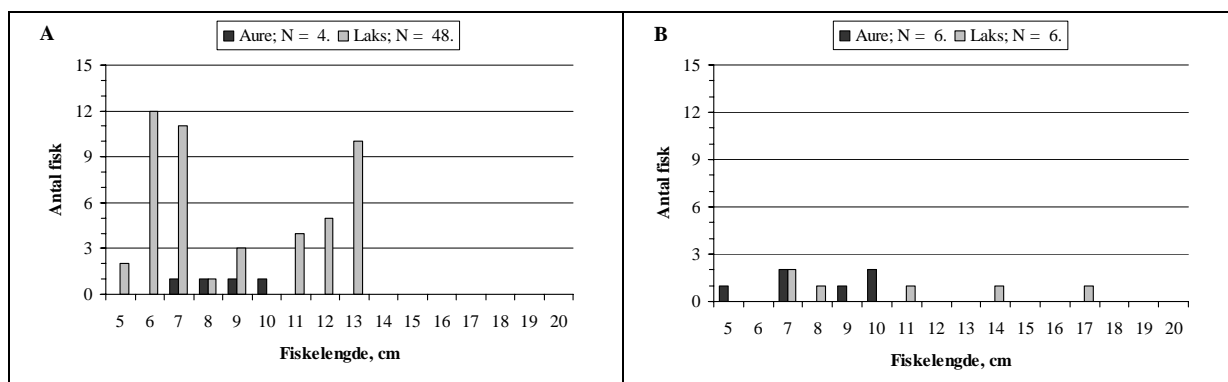 A
Aure; N = 4. Laks; N = 48.
15
12
9
6
3
0
Antal fisk
5 6 7 8 9 10 11 12 13 14 15 16 17 18 19 20
Fiskelengde, cm
B
Aure; N = 6. Laks; N = 6.
15
12
9
6
3
0
Antal fisk
5 6 7 8 9 10 11 12 13 14 15 16 17 18 19 20
Fiskelengde, cm